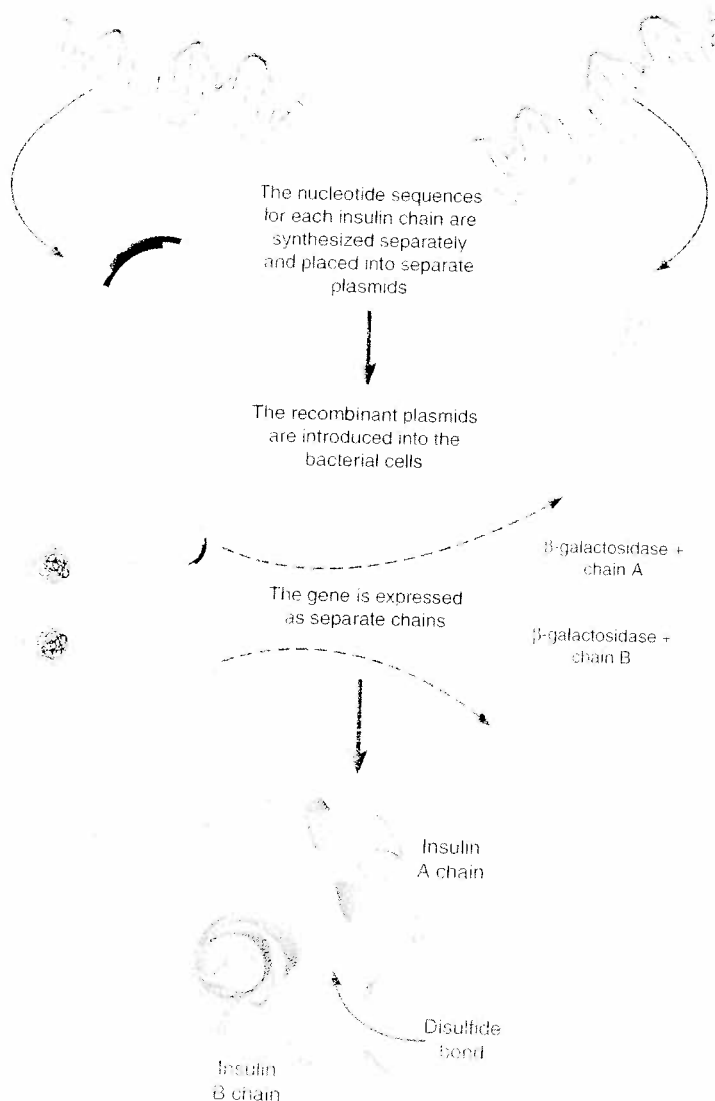 The nucleotide sequences
for each insulin chain are
synthesized separately
and placed into separate
plasmids
The recombinant plasmids
are introduced into the
bacterial cells
β-galactosidase +
chain A
The gene is expressed
as separate chains
β-galactosidase +
chain B
Insulin
A chain
Disulfide
bond
Insulin
B chain